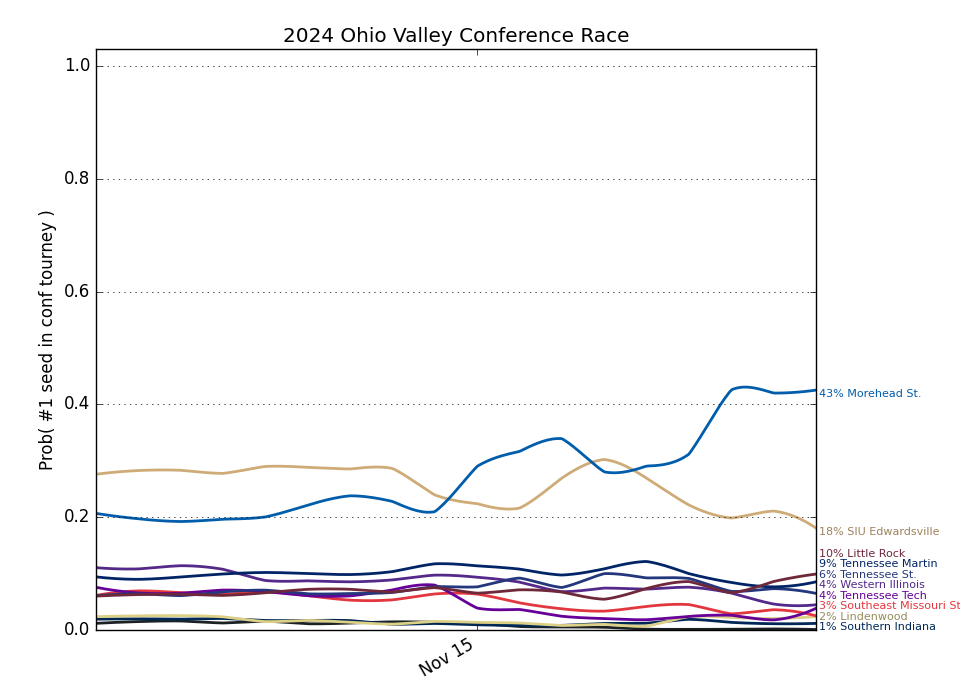 2024 Ohio Valley Conference Race
Prob( #1 seed in conf tourney )
1.0
0.8
0.6
0.4
0.2
0.0
Nov 15
43% Morehead St.
18% SIU Edwardsville
10% Little Rock
9% Tennessee Martin
6% Tennessee St.
4% Western Illinois
4% Tennessee Tech
3% Southeast Missouri St
2% Lindenwood
1% Southern Indiana